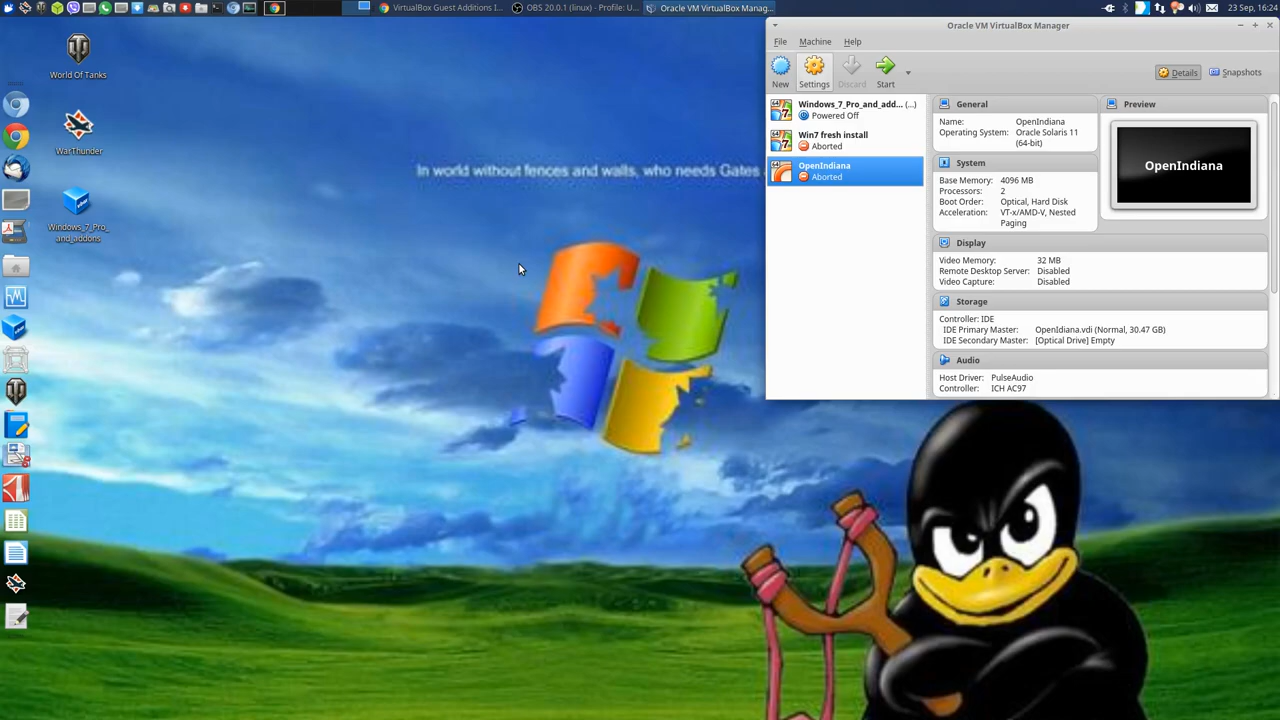 VirtualBox Guest Additions I...
OBS 20.0.1 (linux) - Profile: U...
Oracle VM VirtualBox Manag...
23 Sep, 16:24
World Of Tanks
WarThunder
Windows_7_Pro_
and_addons
In world without fences and walls, who needs Gates
Oracle VM VirtualBox Manager
File
Machine
Help
New
Settings
Discard
Start
Details
Snapshots
Windows_7_Pro_and_add... (...)
Powered Off
Win7 fresh install
Aborted
OpenIndiana
Aborted
General
Name: OpenIndiana
Operating System: Oracle Solaris 11
(64-bit)
System
Base Memory: 4096 MB
Processors: 2
Boot Order: Optical, Hard Disk
Acceleration: VT-x/AMD-V, Nested
Paging
Preview
OpenIndiana
Display
Video Memory: 32 MB
Remote Desktop Server: Disabled
Video Capture: Disabled
Storage
Controller: IDE
IDE Primary Master: OpenIndiana.vdi (Normal, 30.47 GB)
IDE Secondary Master: [Optical Drive] Empty
Audio
Host Driver: PulseAudio
Controller: ICH AC97